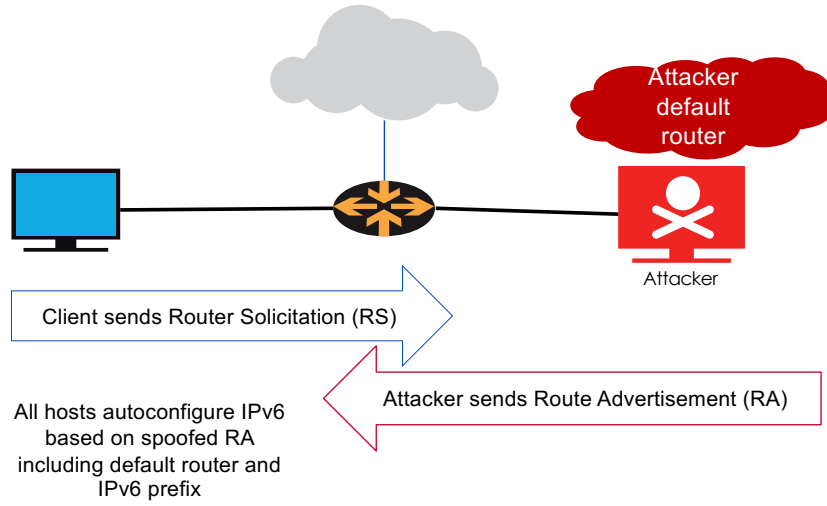 Attacker
default
router
Attacker
Client sends Router Solicitation (RS)
Attacker sends Route Advertisement (RA)
All hosts autoconfigure IPv6
based on spoofed RA
including default router and
IPv6 prefix